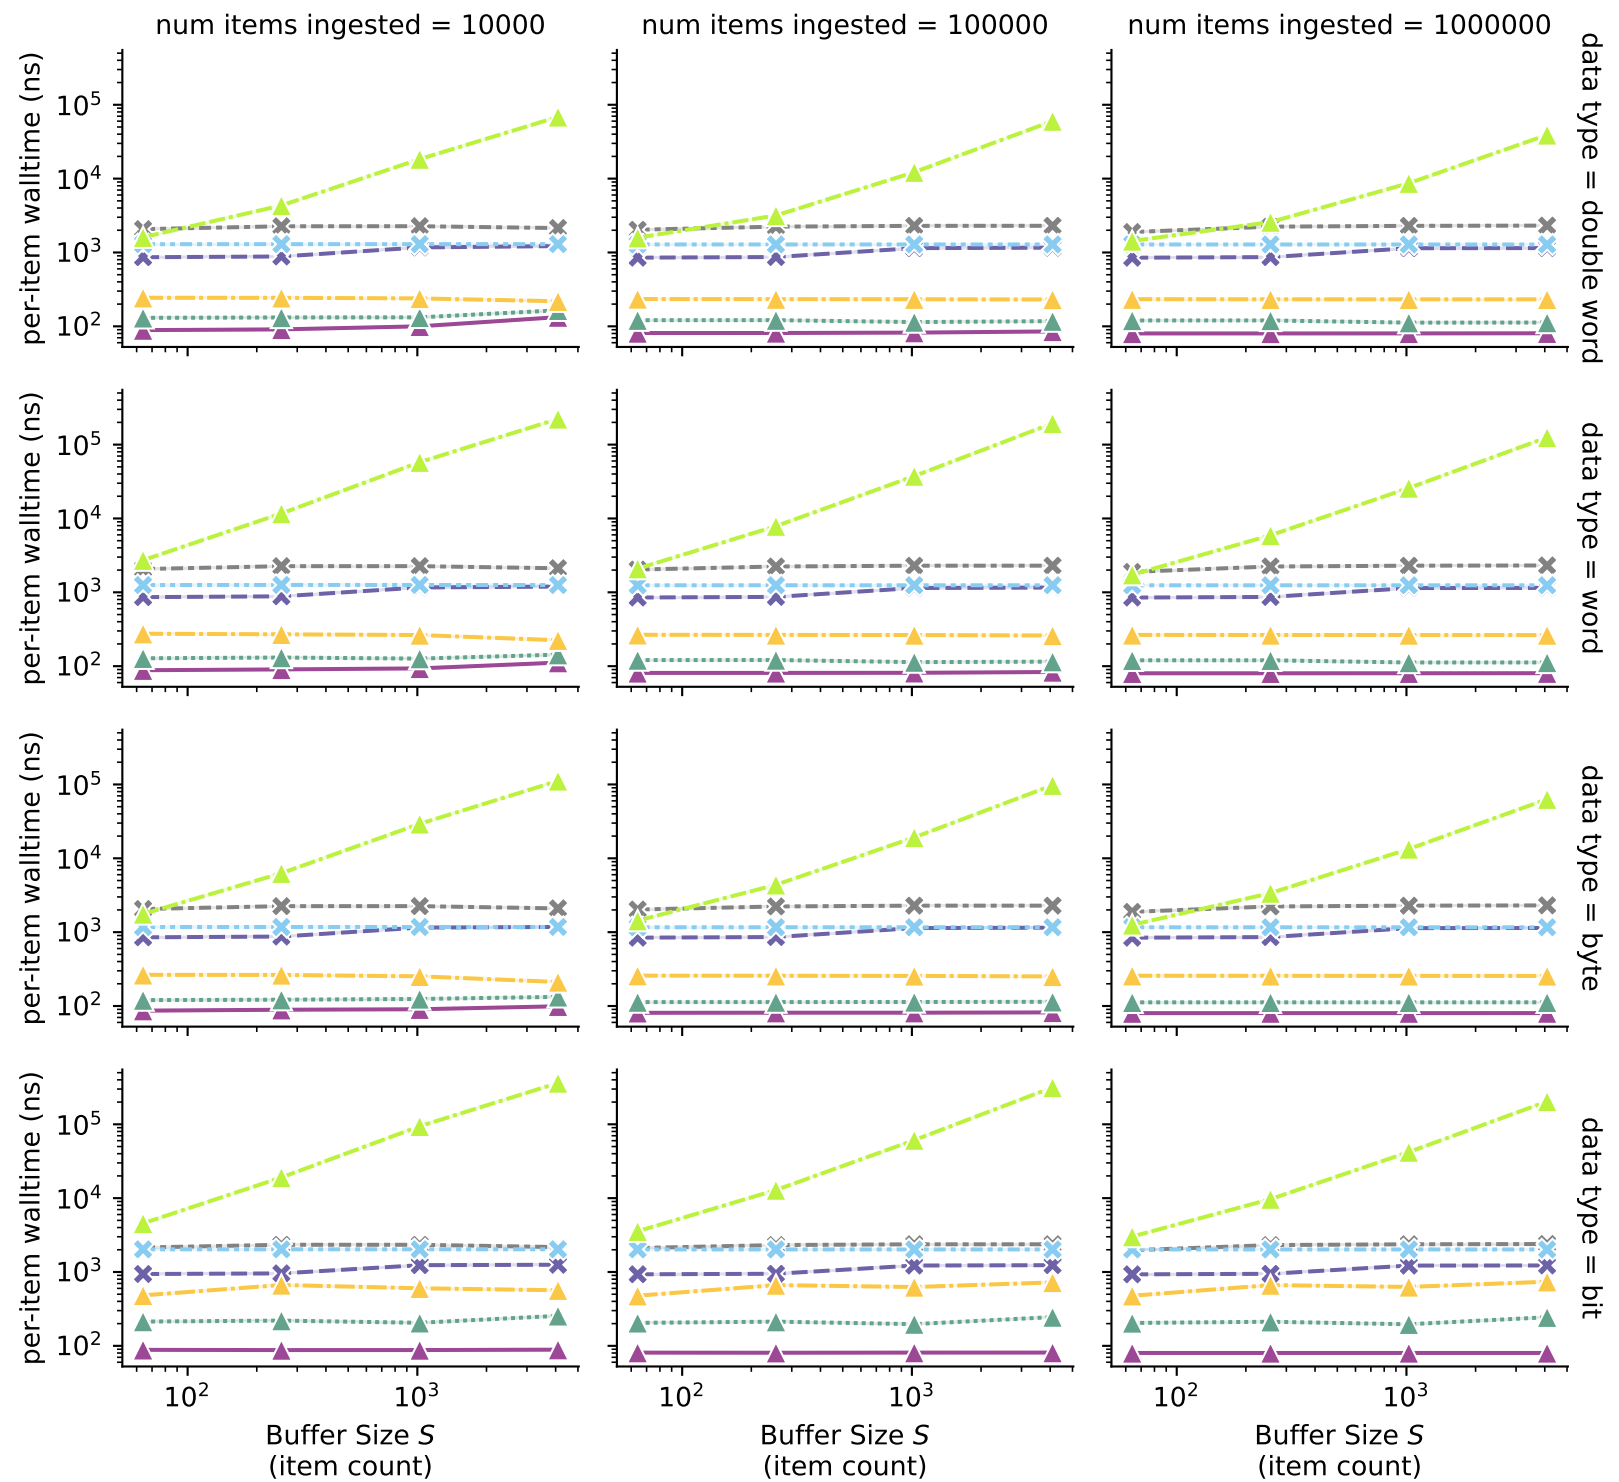 num items ingested = 10000
num items ingested = 100000
num items ingested = 1000000
per-item walltime (ns)
10⁵
10⁴
10³
10²
data type = double word
per-item walltime (ns)
10⁵
10⁴
10³
10²
data type = word
per-item walltime (ns)
10⁵
10⁴
10³
10²
data type = byte
per-item walltime (ns)
10⁵
10⁴
10³
10²
data type = bit
10² 10³
10² 10³
10² 10³
Buffer Size S
(item count)
Buffer Size S
(item count)
Buffer Size S
(item count)